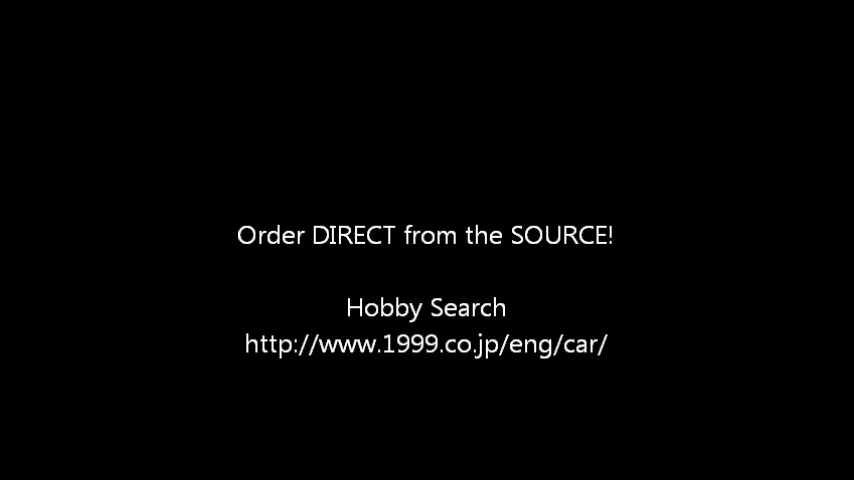 Order DIRECT from the SOURCE!
Hobby Search
http://www.1999.co.jp/eng/car/